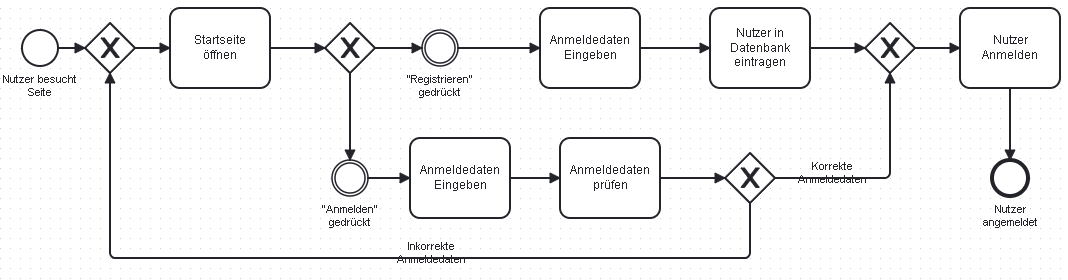 Nutzer besucht
Seite
Startseite
öffnen
"Registrieren"
gedrückt
Anmeldedaten
Eingeben
Nutzer in
Datenbank
eintragen
Nutzer
Anmelden
"Anmelden"
gedrückt
Anmeldedaten
Eingeben
Anmeldedaten
prüfen
Korrekte
Anmeldedaten
Nutzer
angemeldet
Inkorrekte
Anmeldedaten